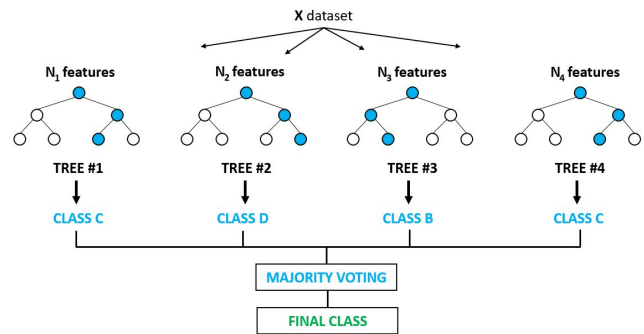 X dataset
N₁ features N₂ features N₃ features N₄ features
TREE #1 TREE #2 TREE #3 TREE #4
CLASS C CLASS D CLASS B CLASS C
MAJORITY VOTING
FINAL CLASS